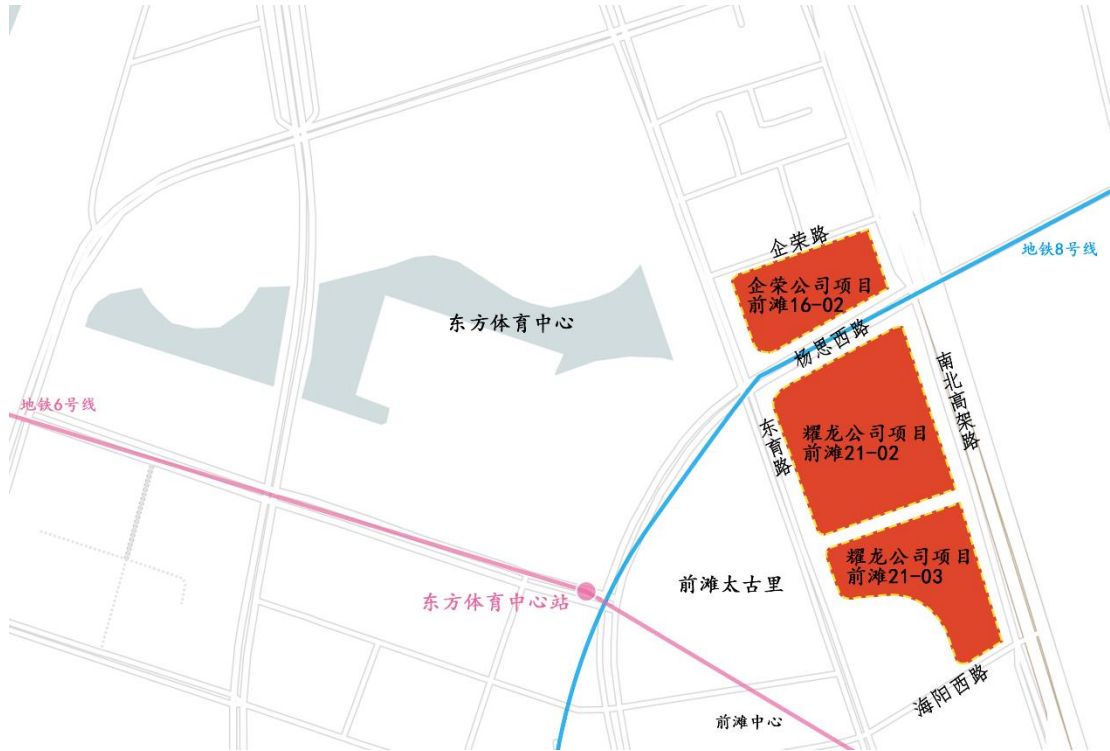 企荣路
地铁8号线
企荣公司项目
前滩16-02
东方体育中心
杨思西路
南北高架路
地铁6号线
东育路
耀龙公司项目
前滩21-02
耀龙公司项目
前滩21-03
前滩太古里
东方体育中心站
海阳西路
前滩中心